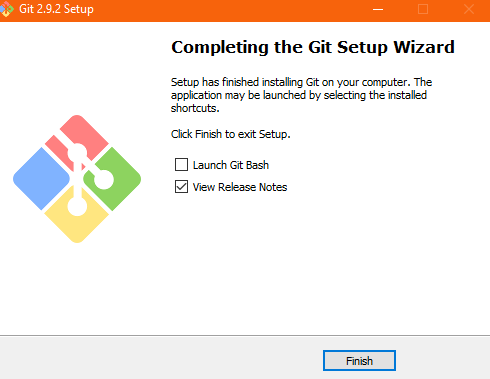 Git 2.9.2 Setup
Completing the Git Setup Wizard
Setup has finished installing Git on your computer. The
application may be launched by selecting the installed
shortcuts.
Click Finish to exit Setup.
Launch Git Bash
View Release Notes
Finish